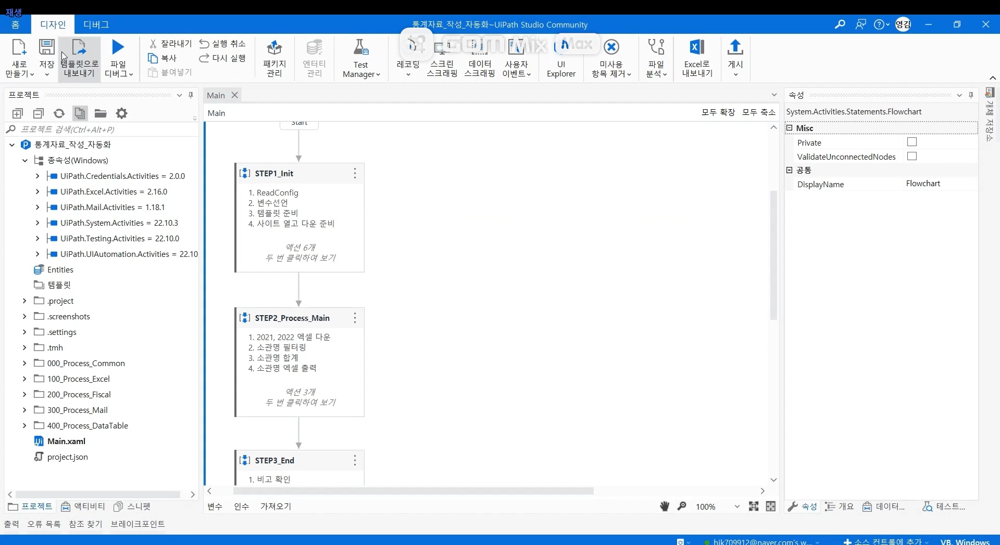 재생
홈 디자인 디버그
통계자료_작성_자동화~UiPath Studio Community
영김
새로 만들기
저장
템플릿으로 내보내기
파일 디버그
잘라내기
복사
붙여넣기
실행 취소
다시 실행
패키지 관리
엔터티 관리
Test Manager
레코딩
스크린 스크래핑
데이터 스크래핑
사용자 이벤트
UI Explorer
미사용 항목 제거
파일 분석
Excel로 내보내기
게시
GOM Mix Max
프로젝트
프로젝트 검색(Ctrl+Alt+P)
통계자료_작성_자동화
종속성(Windows)
UiPath.Credentials.Activities = 2.0.0
UiPath.Excel.Activities = 2.16.0
UiPath.Mail.Activities = 1.18.1
UiPath.System.Activities = 22.10.3
UiPath.Testing.Activities = 22.10.0
UiPath.UIAutomation.Activities = 22.10
Entities
템플릿
.project
.screenshots
.settings
.tmh
000_Process_Common
100_Process_Excel
200_Process_Fiscal
300_Process_Mail
400_Process_DataTable
Main.xaml
project.json
프로젝트 액티비티 스니펫
Main
Main
모두 확장 모두 축소
Start
STEP1_Init
1. ReadConfig
2. 변수선언
3. 템플릿 준비
4. 사이트 열고 다운 준비
액션 6개
두 번 클릭하여 보기
STEP2_Process_Main
1. 2021, 2022 엑셀 다운
2. 소관명 필터링
3. 소관명 합계
4. 소관명 엑셀 출력
액션 3개
두 번 클릭하여 보기
STEP3_End
1. 비고 확인
변수 인수 가져오기
100%
속성
System.Activities.Statements.Flowchart
Misc
Private
ValidateUnconnectedNodes
공통
DisplayName Flowchart
개체 저장소
속성 개요 데이터... 테스트...
출력 오류 목록 참조 찾기 브레이크포인트
hik709912@naver.com's w... 소스 컨트롤에 추가 VB, Windows